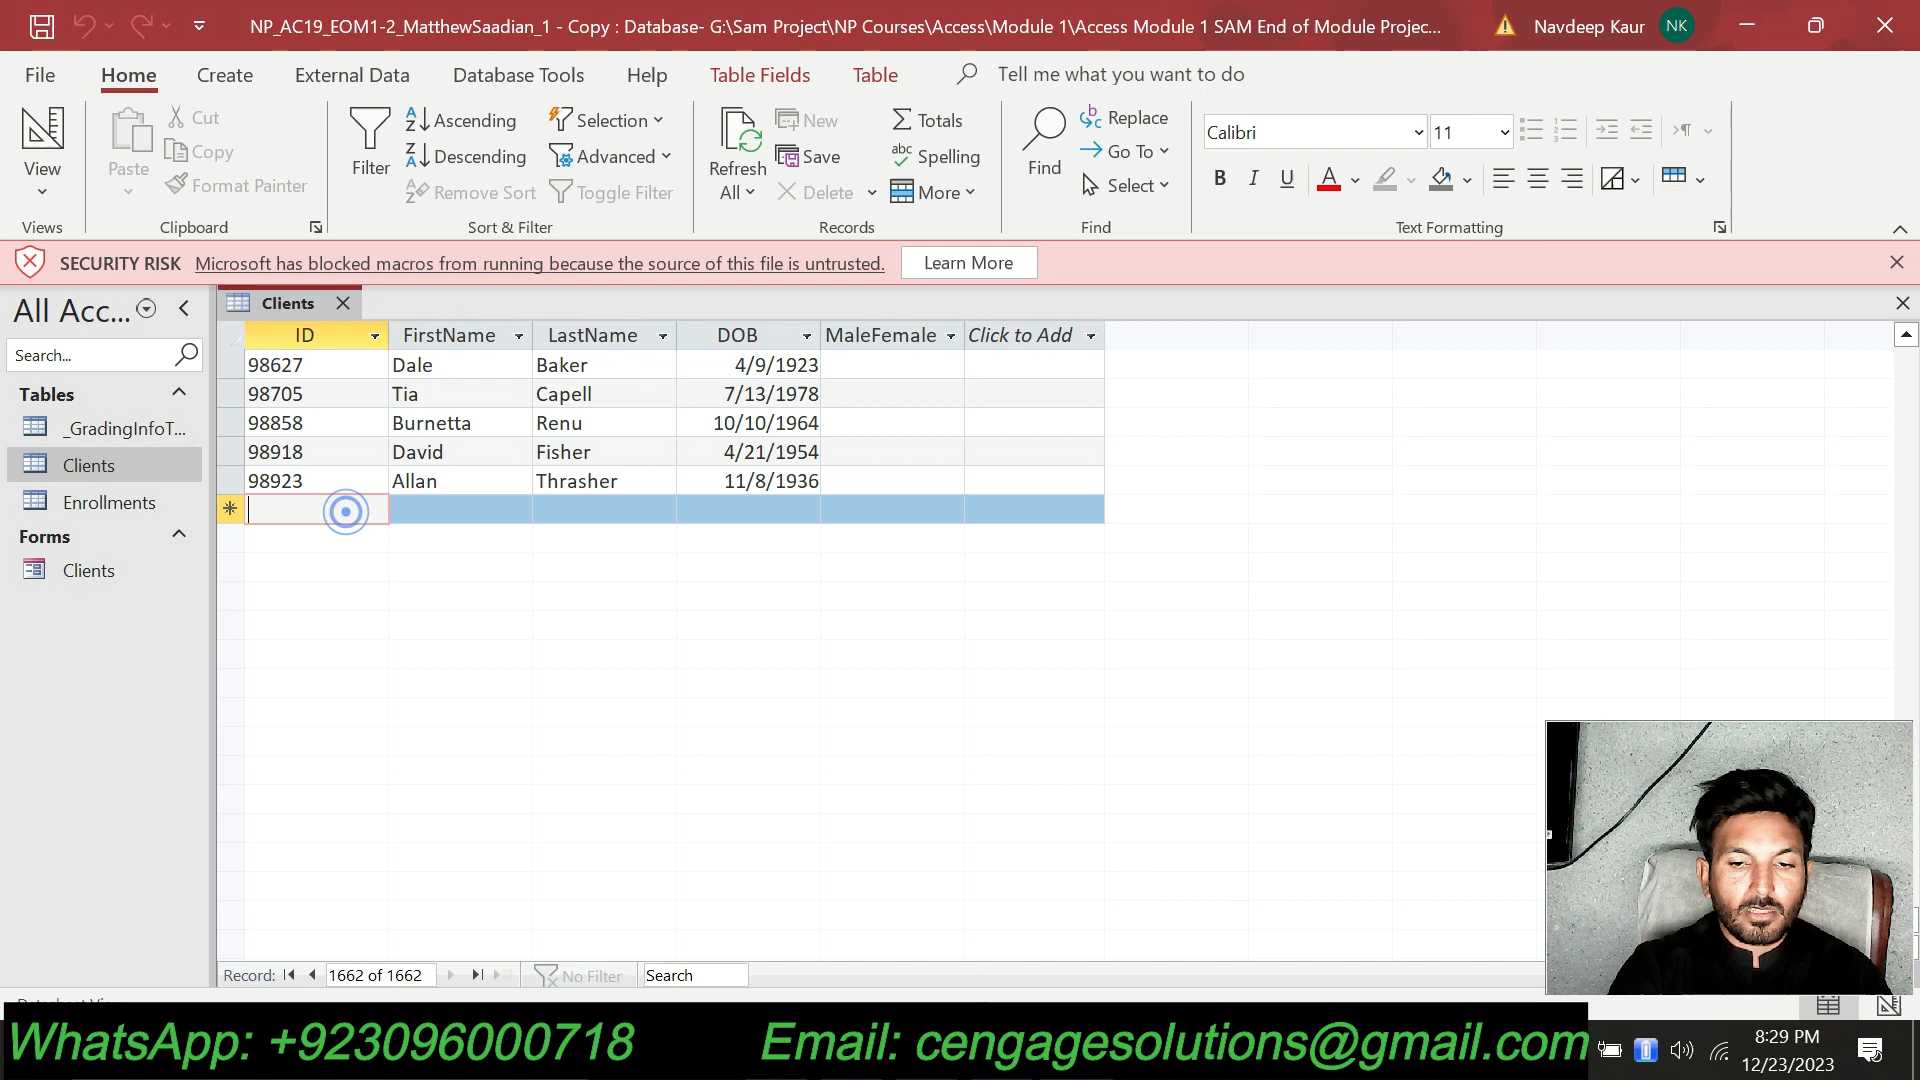 NP_AC19_EOM1-2_MatthewSaadian_1 - Copy : Database- G:\Sam Project\NP Courses\Access\Module 1\Access Module 1 SAM End of Module Projec...
Navdeep Kaur
NK
File
Home
Create
External Data
Database Tools
Help
Table Fields
Table
Tell me what you want to do
View
Views
Paste
Cut
Copy
Format Painter
Clipboard
Filter
Ascending
Descending
Remove Sort
Selection
Advanced
Toggle Filter
Sort & Filter
Refresh
All
New
Save
Delete
Totals
Spelling
More
Records
Find
Replace
Go To
Select
Find
Calibri
11
B I U
Text Formatting
SECURITY RISK
Microsoft has blocked macros from running because the source of this file is untrusted.
Learn More
All Acc...
Search...
Tables
_GradingInfoT...
Clients
Enrollments
Forms
Clients
Clients
ID FirstName LastName DOB MaleFemale Click to Add
98627 Dale Baker 4/9/1923
98705 Tia Capell 7/13/1978
98858 Burnetta Renu 10/10/1964
98918 David Fisher 4/21/1954
98923 Allan Thrasher 11/8/1936
Record: 1662 of 1662 No Filter Search
WhatsApp: +923096000718 Email: cengagesolutions@gmail.com
8:29 PM
12/23/2023